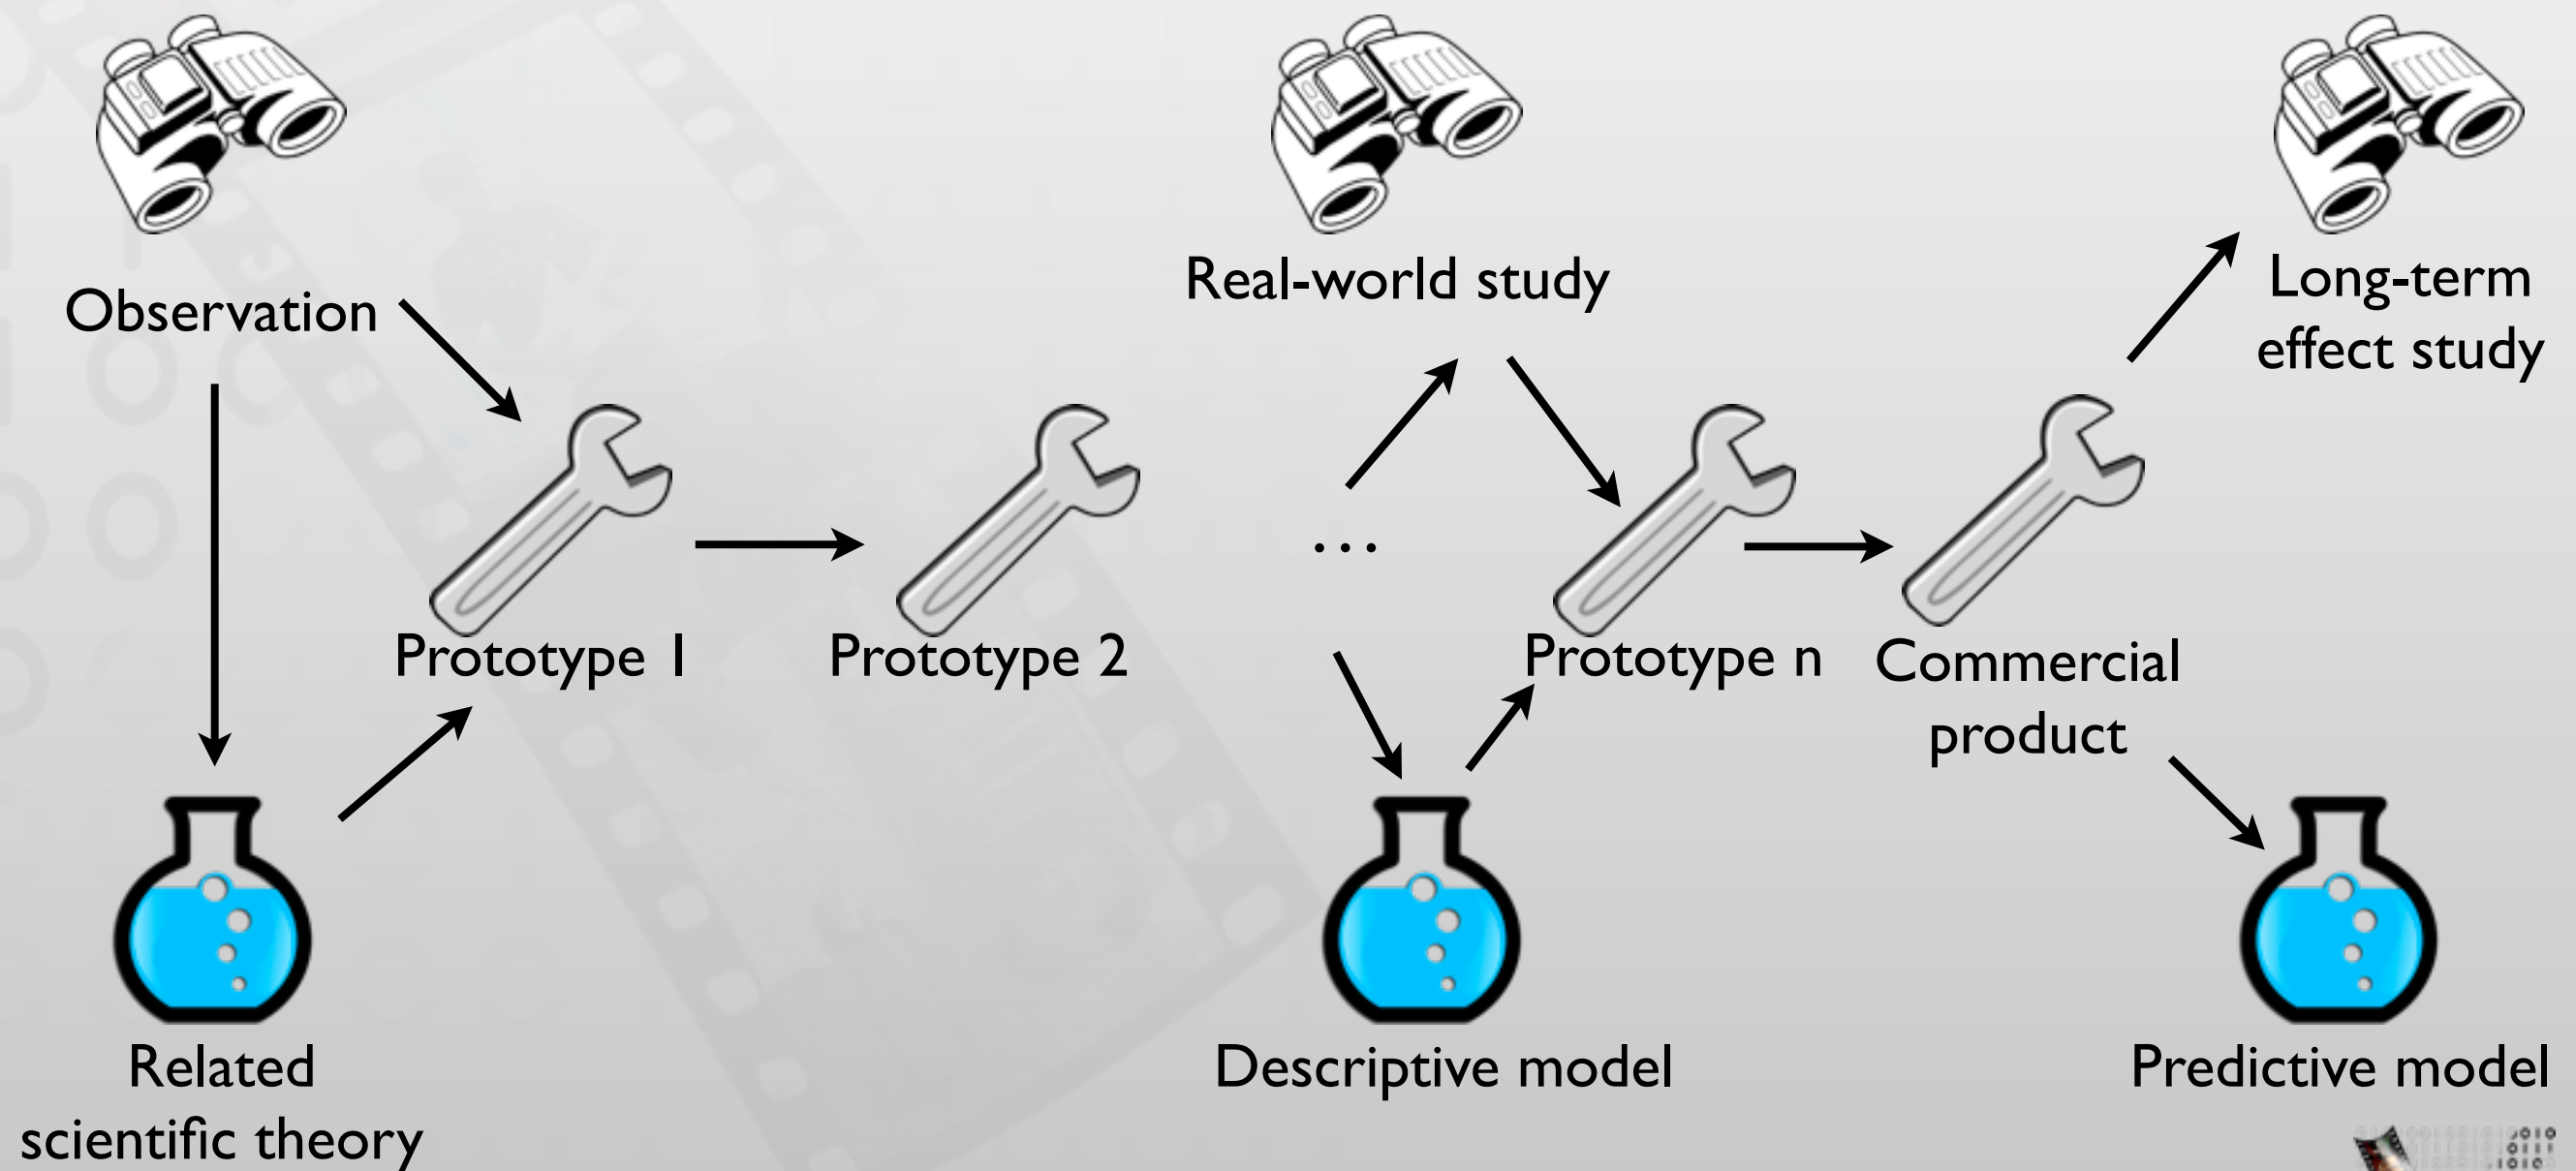 Observation
Real-world study
Long-term
effect study
Prototype 1
Prototype 2
...
Prototype n
Commercial
product
Related
scientific theory
Descriptive model
Predictive model